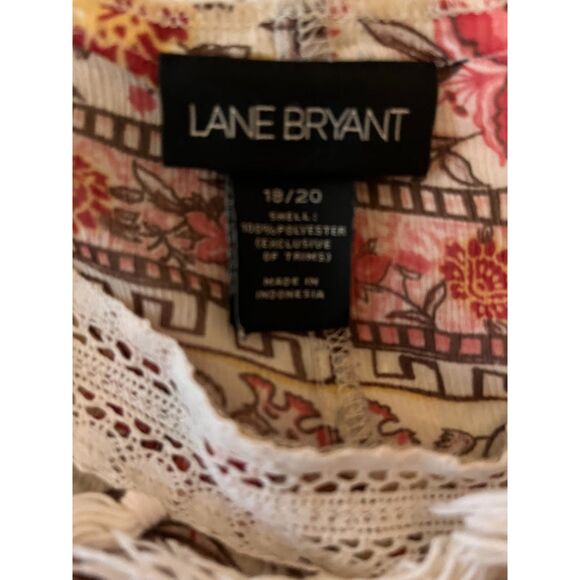 LANE BRYANT
18/20
SHELL:
100%POLYESTER
(EXCLUSIVE
OF TRIMS)
MADE IN
INDONESIA